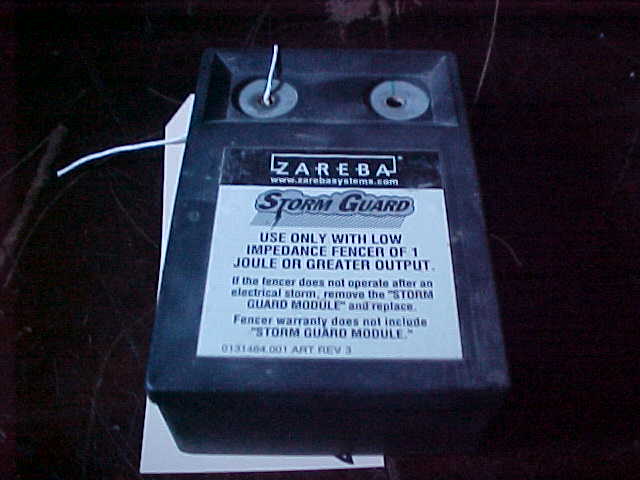 ZAREBA
www.zarebasystems.com
STORM GUARD
USE ONLY WITH LOW
IMPEDANCE FENCER OF 1
JOULE OR GREATER OUTPUT.
If the fencer does not operate after an
electrical storm, remove the "STORM
GUARD MODULE" and replace.
Fencer warranty does not include
"STORM GUARD MODULE."
0131484.001 ART REV 3